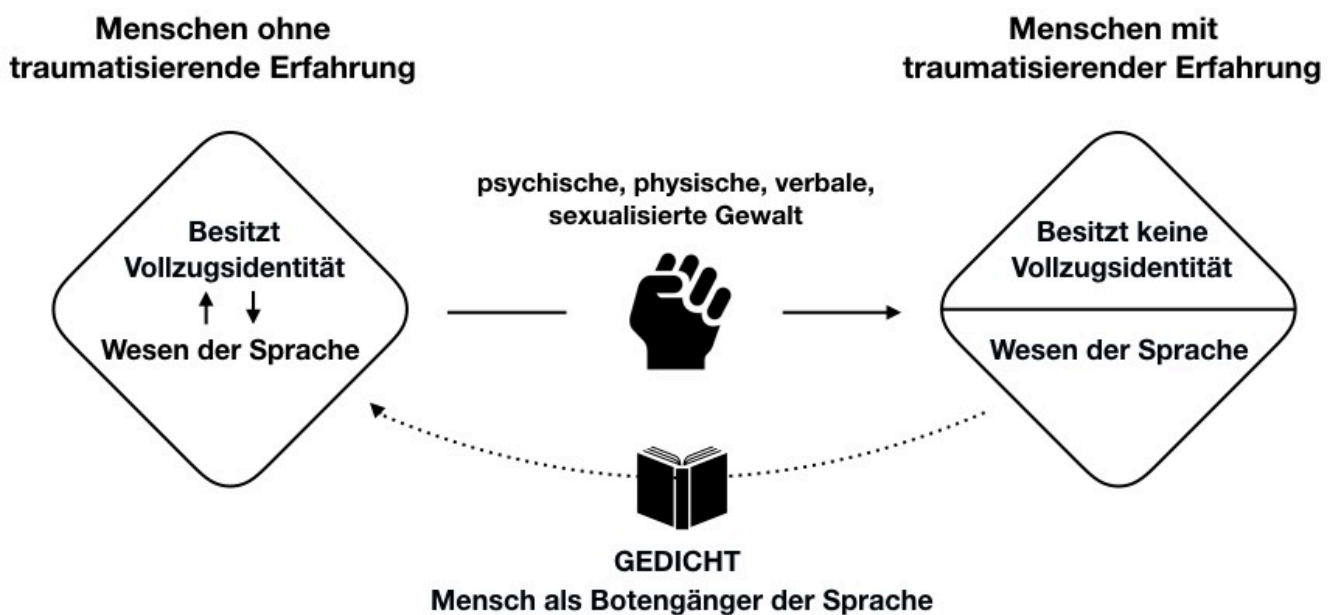 Menschen ohne
traumatisierende Erfahrung
Menschen mit
traumatisierender Erfahrung
psychische, physische, verbale,
sexualisierte Gewalt
Besitzt
Vollzugsidentität
Wesen der Sprache
Besitzt keine
Vollzugsidentität
Wesen der Sprache
GEDICHT
Mensch als Botengänger der Sprache